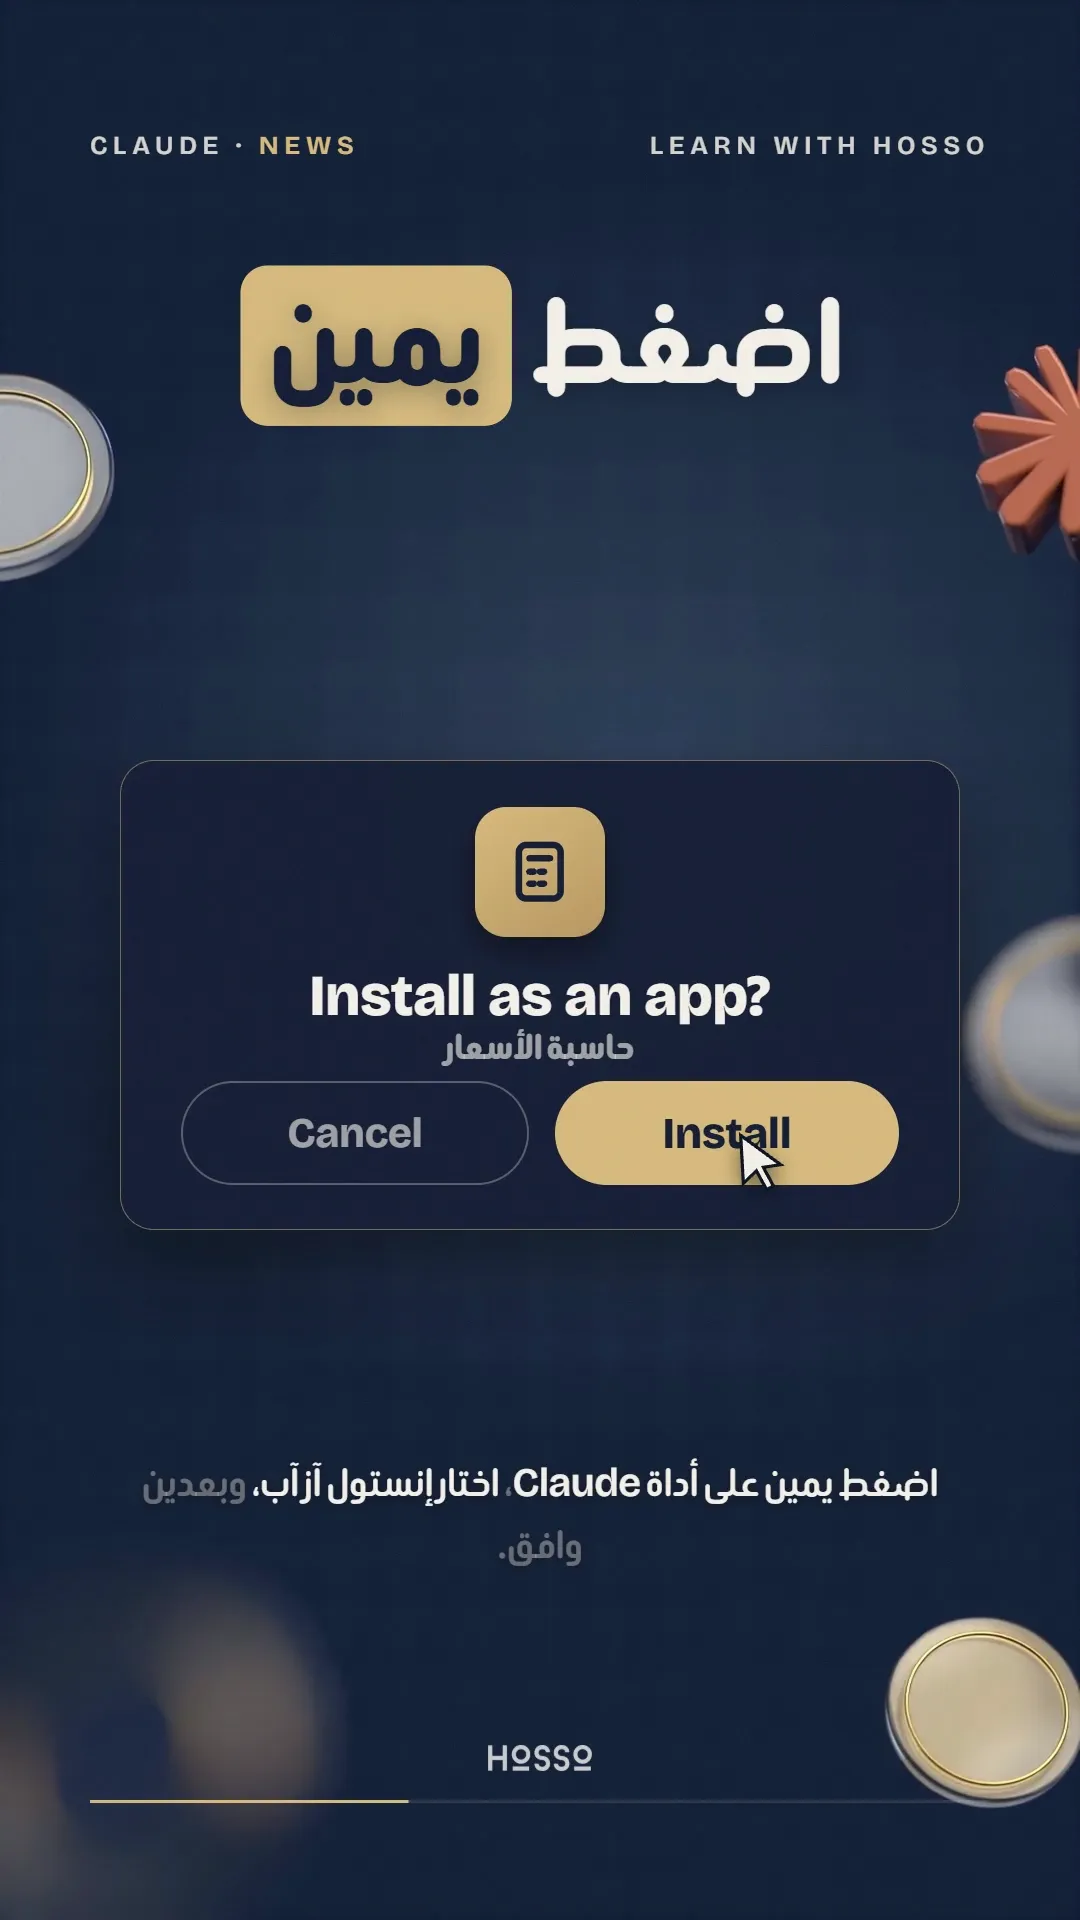 CLAUDE · NEWS
LEARN WITH HOSSO
اضغط يمين
Install as an app?
حاسبة الأسعار
Cancel
Install
اضغط يمين على أداة Claude، اختار إنستول آز آب، وبعدين
وافق.
HOSSO